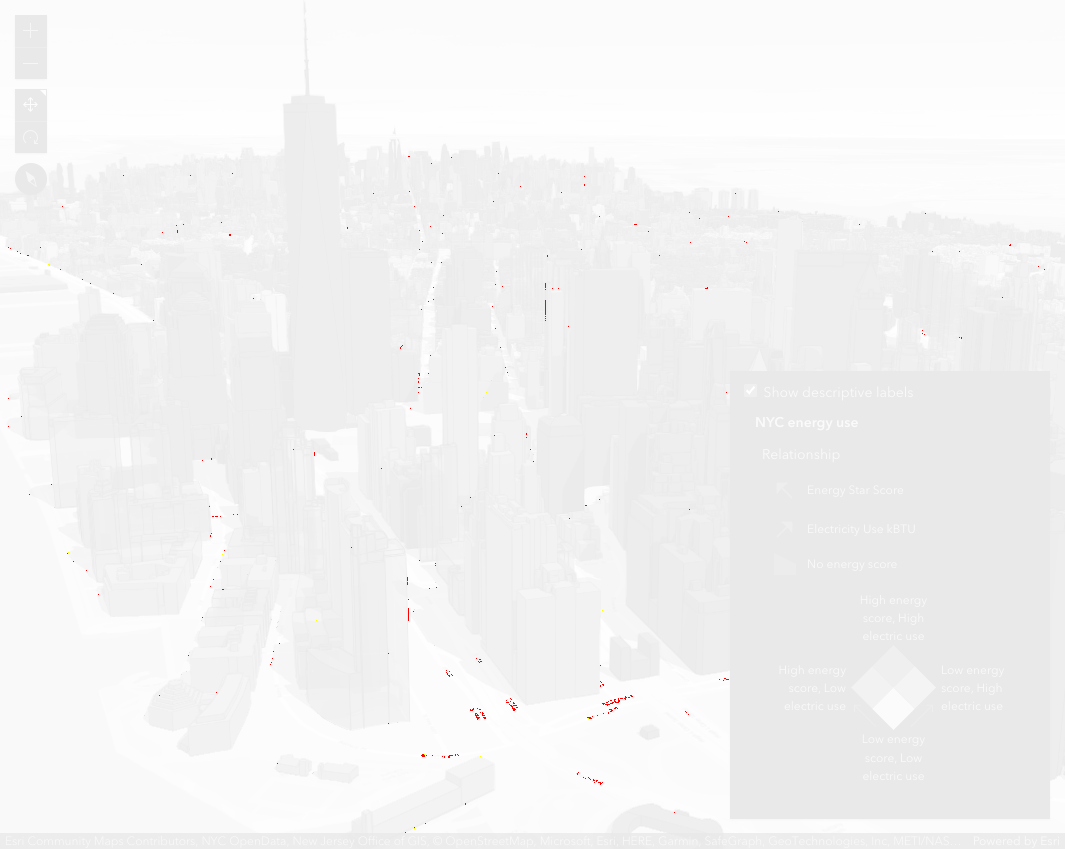 Show descriptive labels
NYC energy use
Relationship
Energy Star Score
Electricity Use kBTU
No energy score
High energy
score, High
electric use
High energy
score, Low
electric use
Low energy
score, High
electric use
Low energy
score, Low
electric use
Esri Community Maps Contributors, NYC OpenData, New Jersey Office of GIS, © OpenStreetMap, Microsoft, Esri, HERE, Garmin, SafeGraph, GeoTechnologies, Inc, METI/NAS... Powered by Esri